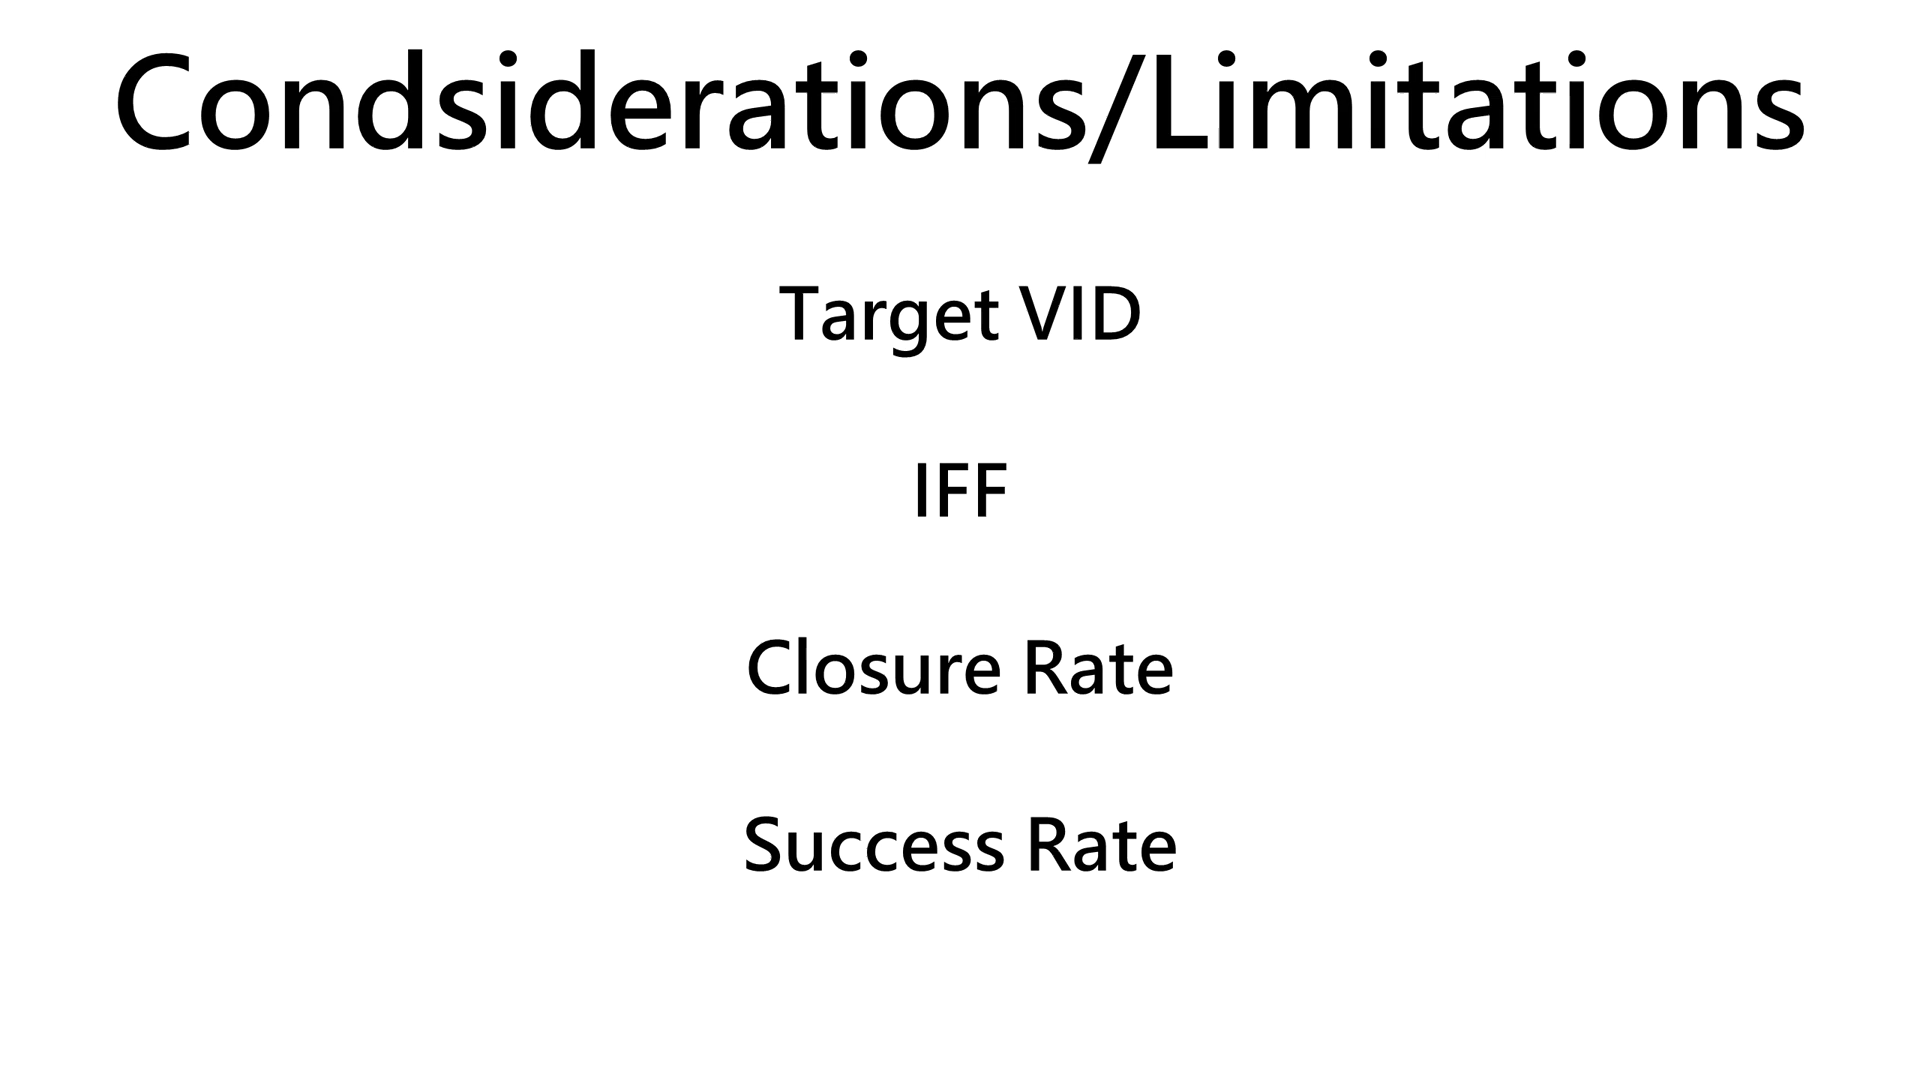 Condsiderations/Limitations
Target VID
IFF
Closure Rate
Success Rate